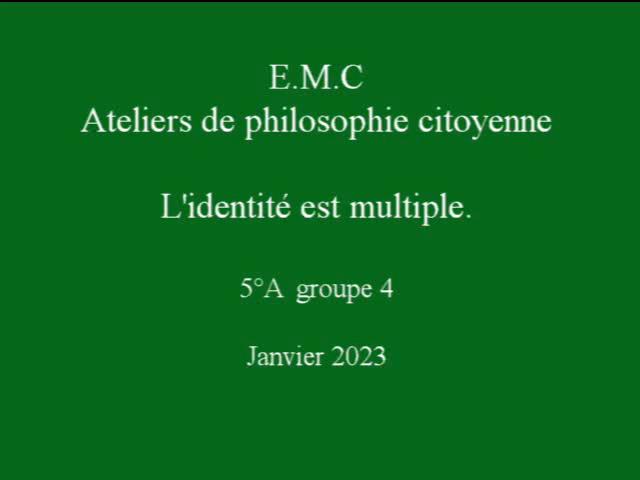 E.M.C
Ateliers de philosophie citoyenne
L'identité est multiple.
5°A groupe 4
Janvier 2023